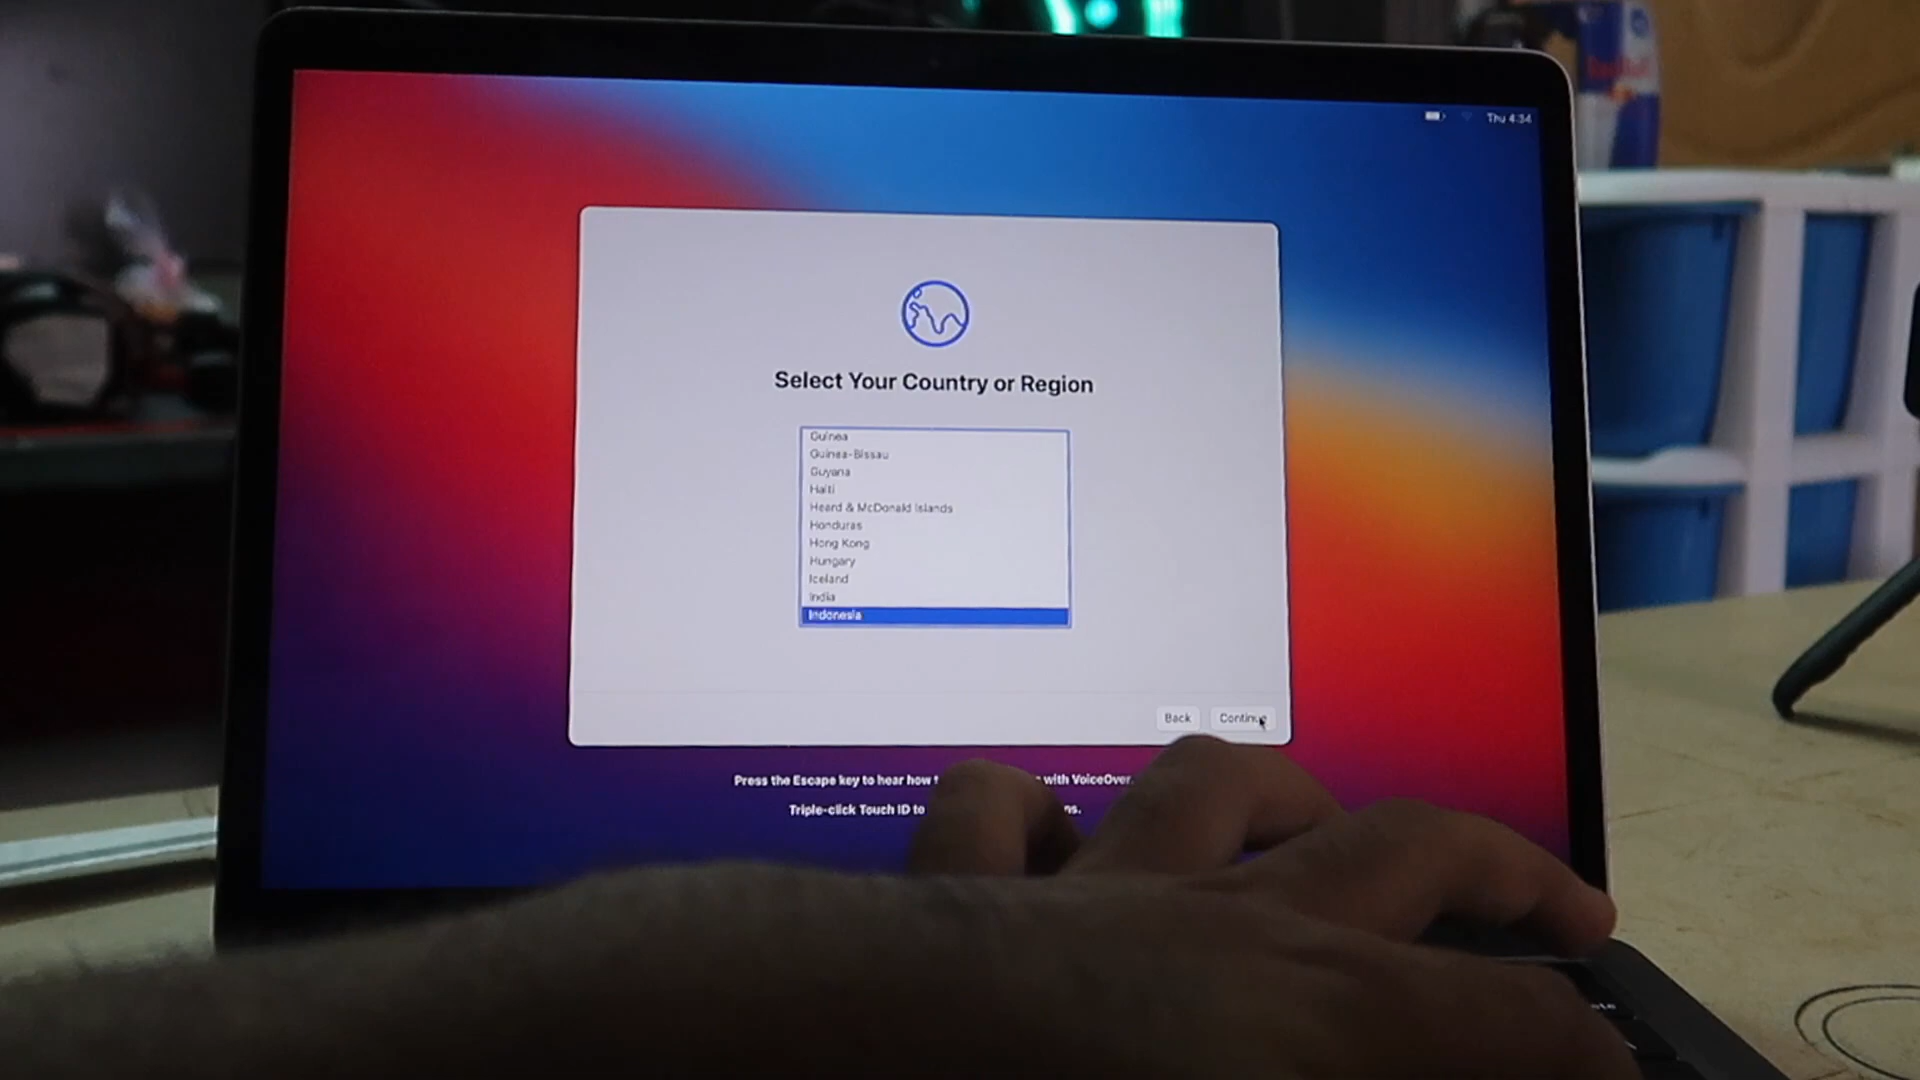 Thu 4:34
Select Your Country or Region
Guinea
Guinea-Bissau
Guyana
Haiti
Heard & McDonald Islands
Honduras
Hong Kong
Hungary
Iceland
India
Indonesia
Back
Continue
Press the Escape key to hear how with VoiceOver.
Triple-click Touch ID to